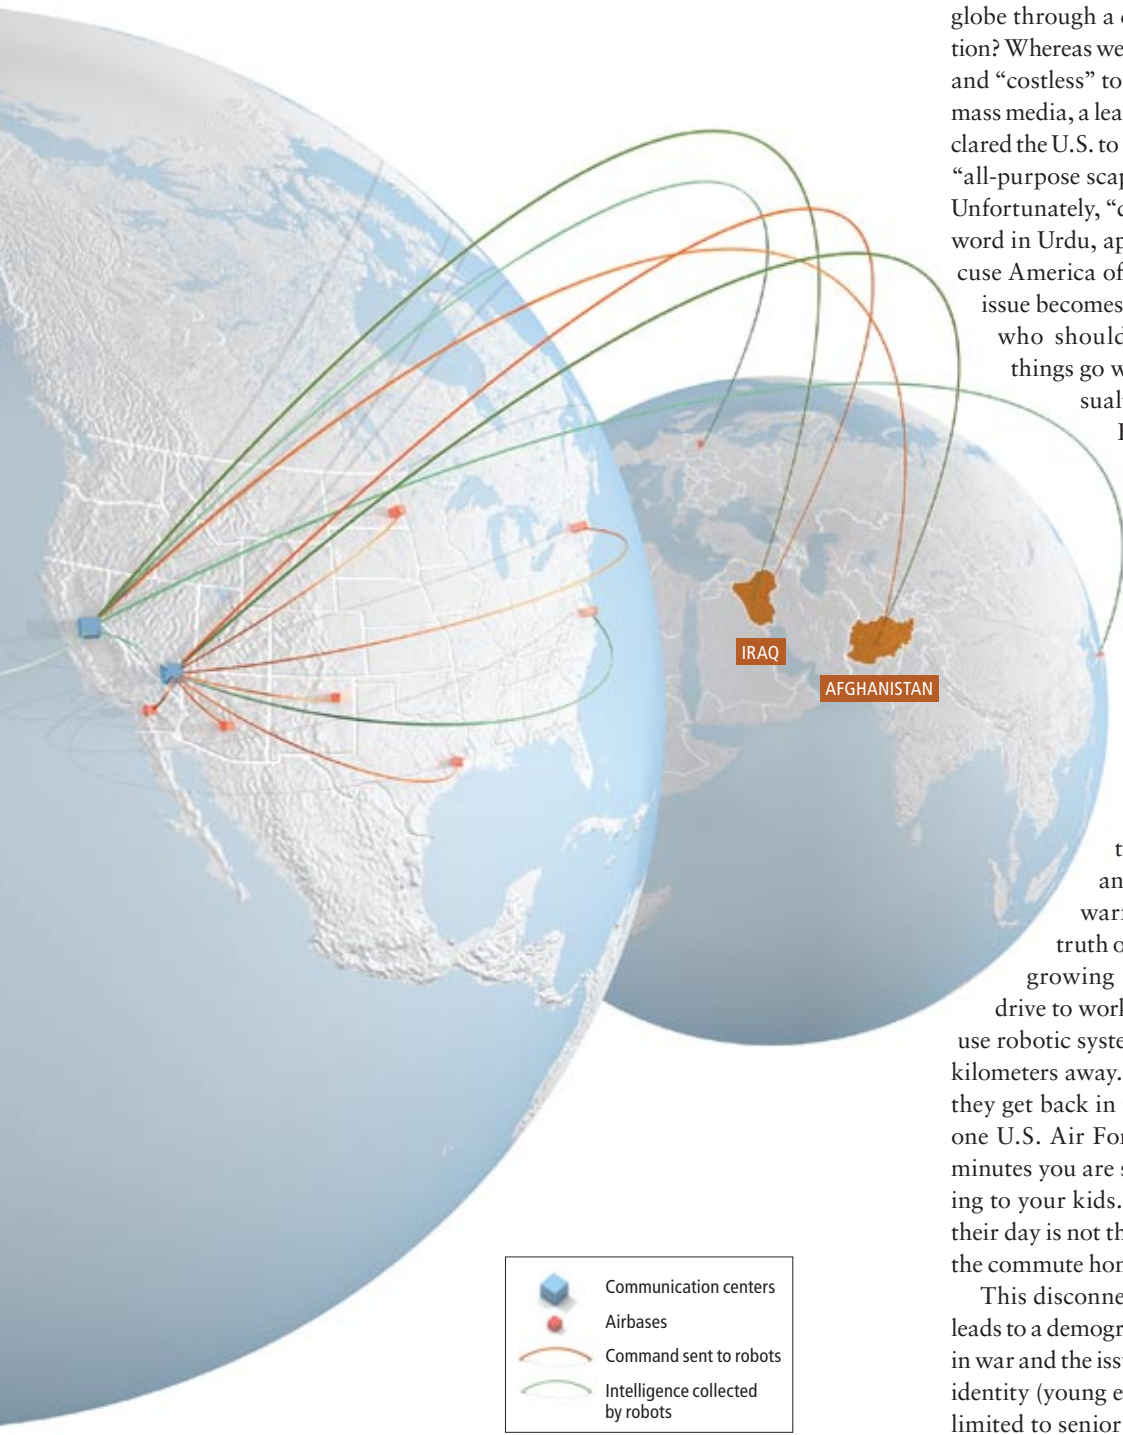 globe through a
tion? Whereas we
and “costless” to
mass media, a lea
clared the U.S. to
“all-purpose scap
Unfortunately, “c
word in Urdu, ap
cuse America of
issue becomes
who should
things go w
sualt
IRAQ
AFGHANISTAN
t
an
warf
truth o
growing
drive to work
use robotic syste
kilometers away.
they get back in
one U.S. Air For
minutes you are s
ing to your kids.
their day is not th
the commute hon
This disconne
leads to a demogr
in war and the iss
identity (young e
limited to senior
Communication centers
Airbases
Command sent to robots
Intelligence collected
by robots